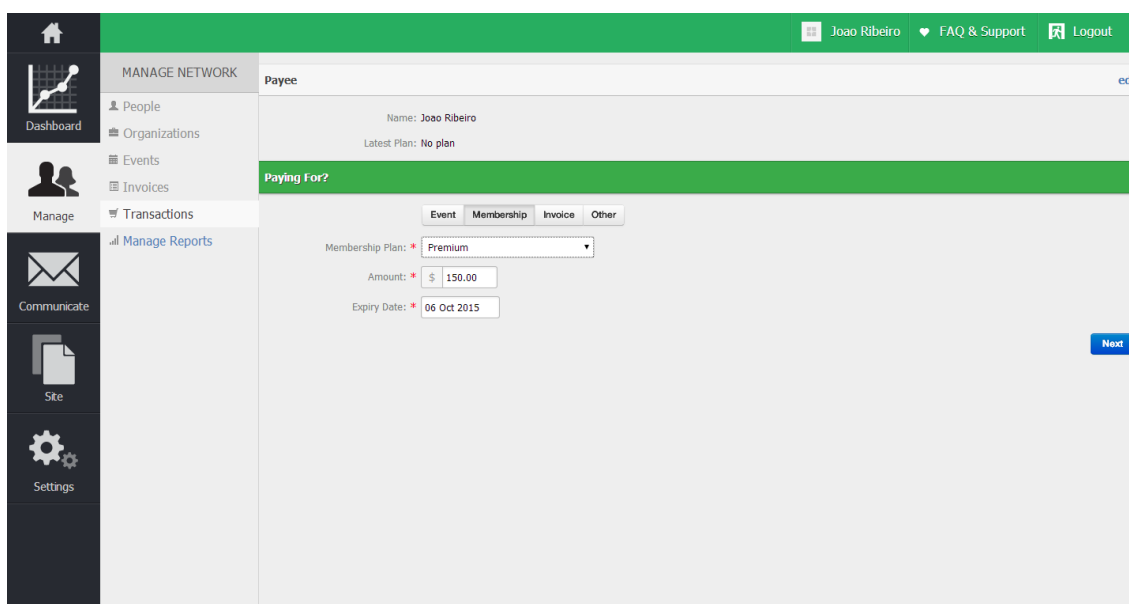 Joao Ribeiro FAQ & Support Logout
Dashboard
Manage
Communicate
Site
Settings
MANAGE NETWORK
People
Organizations
Events
Invoices
Transactions
Manage Reports
Payee ed
Name: Joao Ribeiro
Latest Plan: No plan
Paying For?
Event Membership Invoice Other
Membership Plan: * Premium
Amount: * $ 150.00
Expiry Date: * 06 Oct 2015
Next